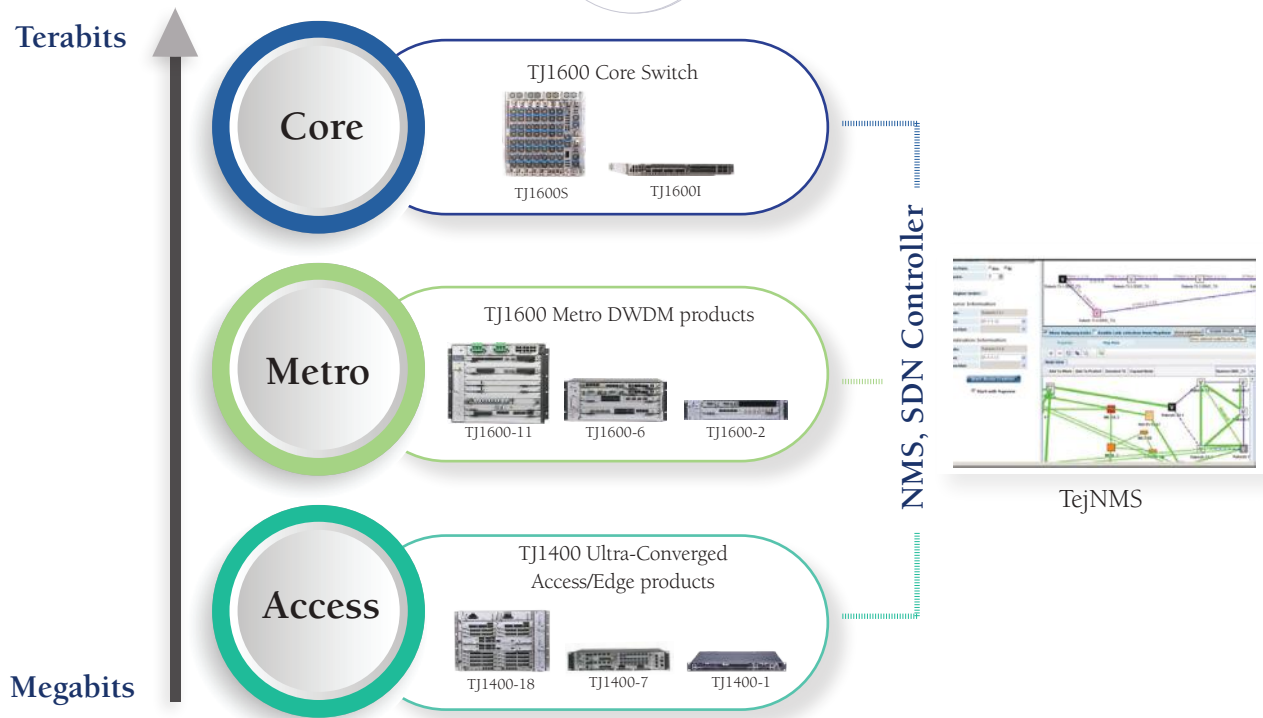 Terabits
Core
TJ1600 Core Switch
TJ1600S
TJ1600I
Metro
TJ1600 Metro DWDM products
TJ1600-11
TJ1600-6
TJ1600-2
Access
TJ1400 Ultra-Converged
Access/Edge products
TJ1400-18
TJ1400-7
TJ1400-1
Megabits
NMS, SDN Controller
TejNMS